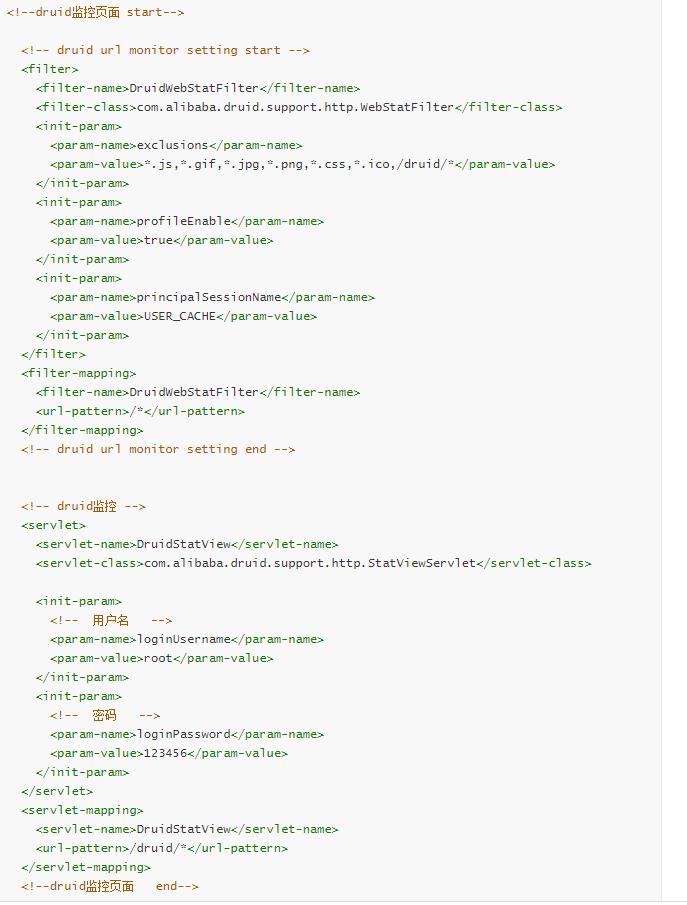 <!--druid监控页面 start-->
<!-- druid url monitor setting start -->
<filter>
<filter-name>DruidWebStatFilter</filter-name>
<filter-class>com.alibaba.druid.support.http.WebStatFilter</filter-class>
<init-param>
<param-name>exclusions</param-name>
<param-value>*.js,*.gif,*.jpg,*.png,*.css,*.ico,/druid/*</param-value>
</init-param>
<init-param>
<param-name>profileEnable</param-name>
<param-value>true</param-value>
</init-param>
<init-param>
<param-name>principalSessionName</param-name>
<param-value>USER_CACHE</param-value>
</init-param>
</filter>
<filter-mapping>
<filter-name>DruidWebStatFilter</filter-name>
<url-pattern>/*</url-pattern>
</filter-mapping>
<!-- druid url monitor setting end -->
<!-- druid监控 -->
<servlet>
<servlet-name>DruidStatView</servlet-name>
<servlet-class>com.alibaba.druid.support.http.StatViewServlet</servlet-class>
<init-param>
<!--  用户名   -->
<param-name>loginUsername</param-name>
<param-value>root</param-value>
</init-param>
<init-param>
<!--  密码   -->
<param-name>loginPassword</param-name>
<param-value>123456</param-value>
</init-param>
</servlet>
<servlet-mapping>
<servlet-name>DruidStatView</servlet-name>
<url-pattern>/druid/*</url-pattern>
</servlet-mapping>
<!--druid监控页面   end-->